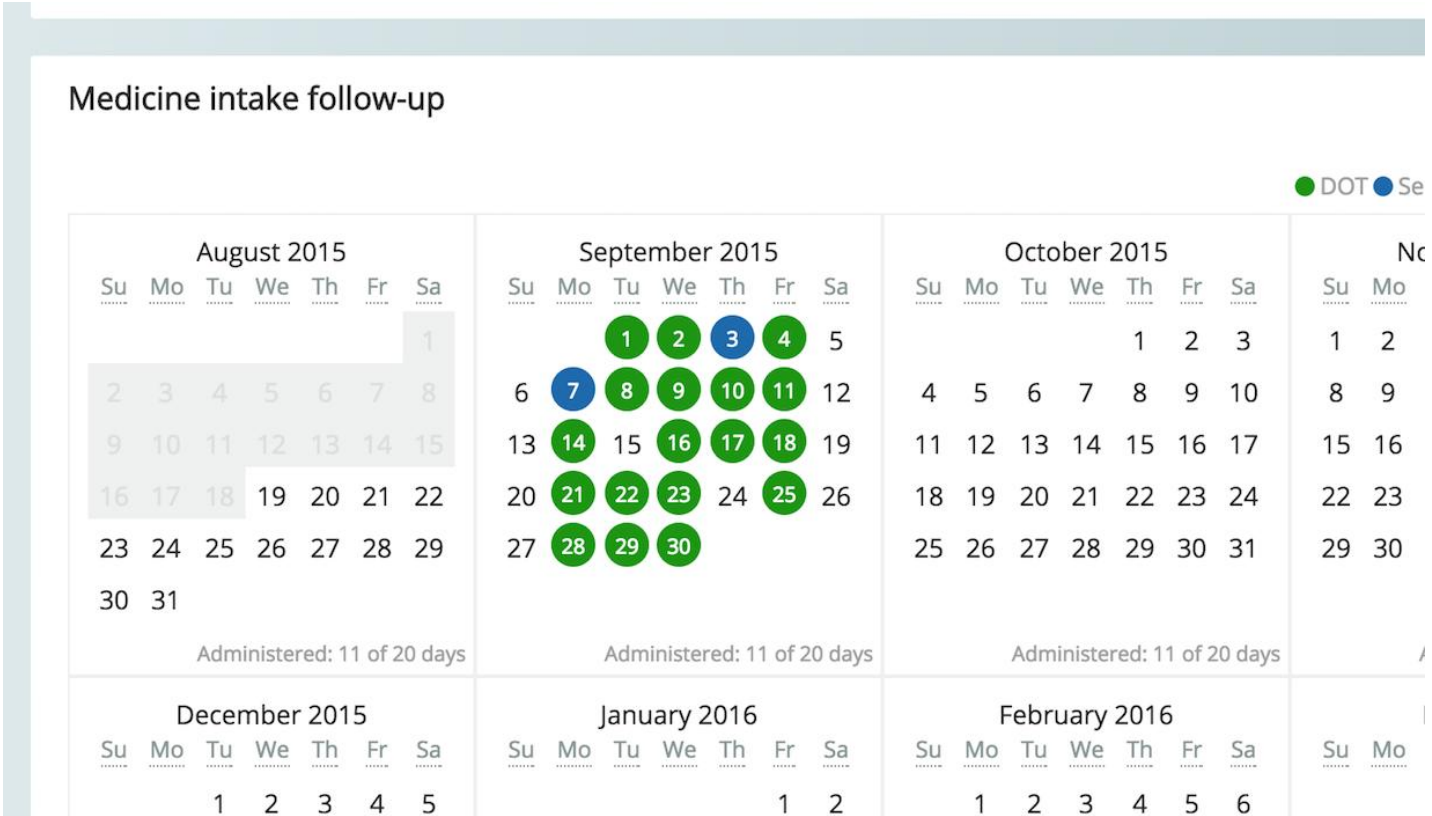 Medicine intake follow-up
DOT Se
August 2015
Su Mo Tu We Th Fr Sa
1
2 3 4 5 6 7 8
9 10 11 12 13 14 15
16 17 18 19 20 21 22
23 24 25 26 27 28 29
30 31
Administered: 11 of 20 days
September 2015
Su Mo Tu We Th Fr Sa
1 2 3 4 5
6 7 8 9 10 11 12
13 14 15 16 17 18 19
20 21 22 23 24 25 26
27 28 29 30
Administered: 11 of 20 days
October 2015
Su Mo Tu We Th Fr Sa
1 2 3
4 5 6 7 8 9 10
11 12 13 14 15 16 17
18 19 20 21 22 23 24
25 26 27 28 29 30 31
Administered: 11 of 20 days
No
Su Mo
1 2
8 9
15 16
22 23
29 30
December 2015
Su Mo Tu We Th Fr Sa
1 2 3 4 5
January 2016
Su Mo Tu We Th Fr Sa
1 2
February 2016
Su Mo Tu We Th Fr Sa
1 2 3 4 5 6
Su Mo